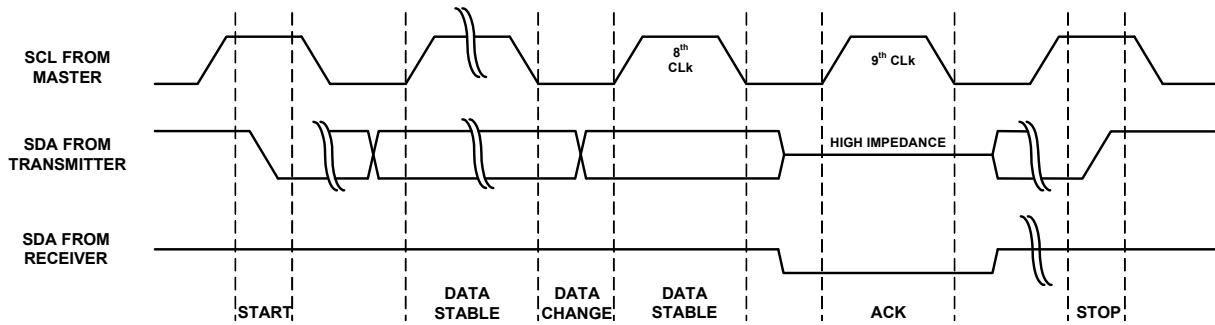 SCL FROM
MASTER
8th
CLk
9th CLk
SDA FROM
TRANSMITTER
HIGH IMPEDANCE
SDA FROM
RECEIVER
START
DATA
STABLE
DATA
CHANGE
DATA
STABLE
ACK
STOP